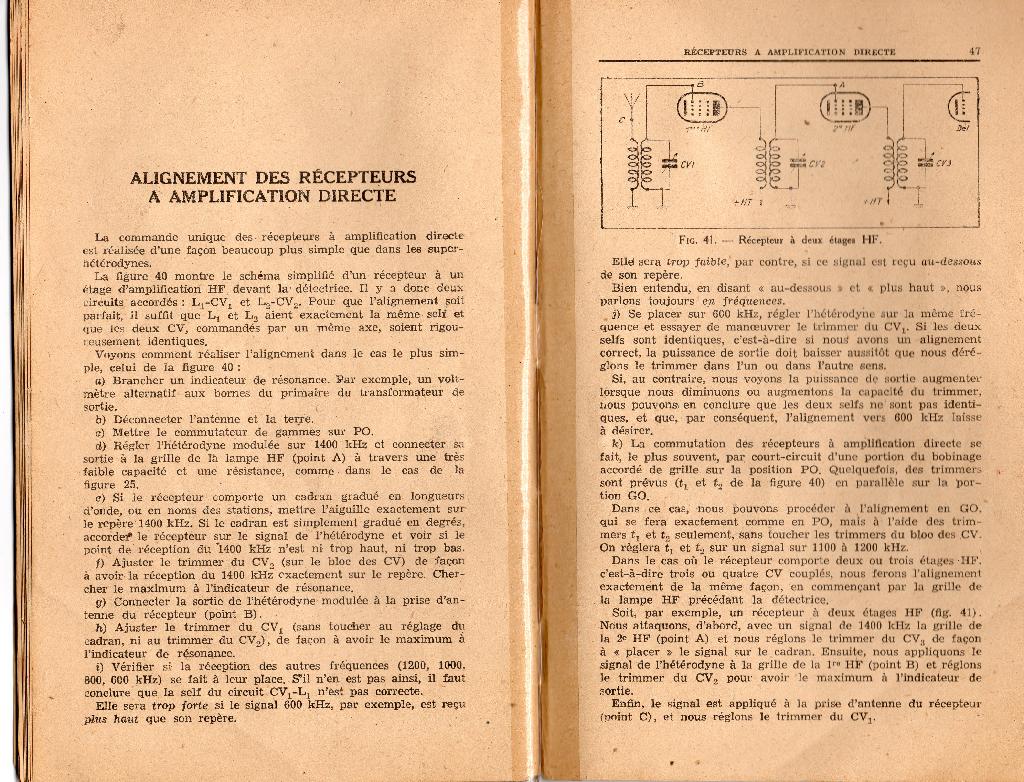 ALIGNEMENT DES RÉCEPTEURS
A AMPLIFICATION DIRECTE
La commande unique des récepteurs à amplification directe
est réalisée d'une façon beaucoup plus simple que dans les super-
hétérodynes.
La figure 40 montre le schéma simplifié d'un récepteur à un
étage d'amplification HF devant la détectrice. Il y a donc deux
circuits accordés : L₁-CV₁ et L₂-CV₂. Pour que l'alignement soit
parfait, il suffit que L₁ et L₂ aient exactement la même self et
que les deux CV, commandés par un même axe, soient rigou-
reusement identiques.
Voyons comment réaliser l'alignement dans le cas le plus sim-
ple, celui de la figure 40 :
a) Brancher un indicateur de résonance. Par exemple, un volt-
mètre alternatif aux bornes du primaire du transformateur de
sortie.
b) Déconnecter l'antenne et la terre.
c) Mettre le commutateur de gammes sur PO.
d) Régler l'hétérodyne modulée sur 1400 kHz et connecter sa
sortie à la grille de la lampe HF (point A) à travers une très
faible capacité et une résistance, comme dans le cas de la
figure 25.
e) Si le récepteur comporte un cadran gradué en longueurs
d'onde, ou en noms des stations, mettre l'aiguille exactement sur
le repère 1400 kHz. Si le cadran est simplement gradué en degrés,
accorder le récepteur sur le signal de l'hétérodyne et voir si le
point de réception du 1400 kHz n'est ni trop haut, ni trop bas.
f) Ajuster le trimmer du CV₂ (sur le bloc des CV) de façon
à avoir la réception du 1400 kHz exactement sur le repère. Cher-
cher le maximum à l'indicateur de résonance.
g) Connecter la sortie de l'hétérodyne modulée à la prise d'an-
tenne du récepteur (point B).
h) Ajuster le trimmer du CV₁ (sans toucher au réglage du
cadran, ni au trimmer du CV₂), de façon à avoir le maximum à
l'indicateur de résonance.
i) Vérifier si la réception des autres fréquences (1200, 1000,
800, 600 kHz) se fait à leur place. S'il n'en est pas ainsi, il faut
conclure que la self du circuit CV₁-L₁ n'est pas correcte.
Elle sera trop forte si le signal 600 kHz, par exemple, est reçu
plus haut que son repère.
RÉCEPTEURS A AMPLIFICATION DIRECTE 47
B A
C 1re HF 2e HF Det
CV1 CV2 CV3
+HT +HT
FIG. 41. — Récepteur à deux étages HF.
Elle sera trop faible, par contre, si ce signal est reçu au-dessous
de son repère.
Bien entendu, en disant « au-dessous » et « plus haut », nous
parlons toujours en fréquences.
j) Se placer sur 600 kHz, régler l'hétérodyne sur la même fré-
quence et essayer de manœuvrer le trimmer du CV₁. Si les deux
selfs sont identiques, c'est-à-dire si nous avons un alignement
correct, la puissance de sortie doit baisser aussitôt que nous déré-
glons le trimmer dans l'un ou dans l'autre sens.
Si, au contraire, nous voyons la puissance de sortie augmenter
lorsque nous diminuons ou augmentons la capacité du trimmer,
nous pouvons en conclure que les deux selfs ne sont pas identi-
ques, et que, par conséquent, l'alignement vers 600 kHz laisse
à désirer.
k) La commutation des récepteurs à amplification directe se
fait, le plus souvent, par court-circuit d'une portion du bobinage
accordé de grille sur la position PO. Quelquefois, des trimmers
sont prévus (t₁ et t₂ de la figure 40) en parallèle sur la por-
tion GO.
Dans ce cas, nous pouvons procéder à l'alignement en GO,
qui se fera exactement comme en PO, mais à l'aide des trim-
mers t₁ et t₂ seulement, sans toucher les trimmers du bloc des CV.
On règlera t₁ et t₂ sur un signal sur 1100 à 1200 kHz.
Dans le cas où le récepteur comporte deux ou trois étages HF,
c'est-à-dire trois ou quatre CV couplés, nous ferons l'alignement
exactement de la même façon, en commençant par la grille de
la lampe HF précédant la détectrice.
Soit, par exemple, un récepteur à deux étages HF (fig. 41).
Nous attaquons, d'abord, avec un signal de 1400 kHz la grille de
la 2e HF (point A) et nous réglons le trimmer du CV₃ de façon
à « placer » le signal sur le cadran. Ensuite, nous appliquons le
signal de l'hétérodyne à la grille de la 1re HF (point B) et réglons
le trimmer du CV₂ pour avoir le maximum à l'indicateur de
sortie.
Enfin, le signal est appliqué à la prise d'antenne du récepteur
(point C), et nous réglons le trimmer du CV₁.